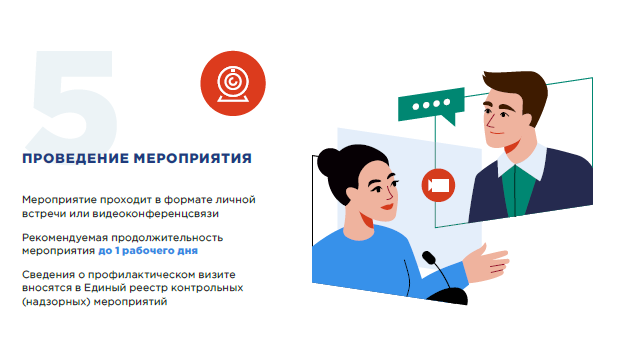 5
ПРОВЕДЕНИЕ МЕРОПРИЯТИЯ
Мероприятие проходит в формате личной
встречи или видеоконференцсвязи
Рекомендуемая продолжительность
мероприятия до 1 рабочего дня
Сведения о профилактическом визите
вносятся в Единый реестр контрольных
(надзорных) мероприятий